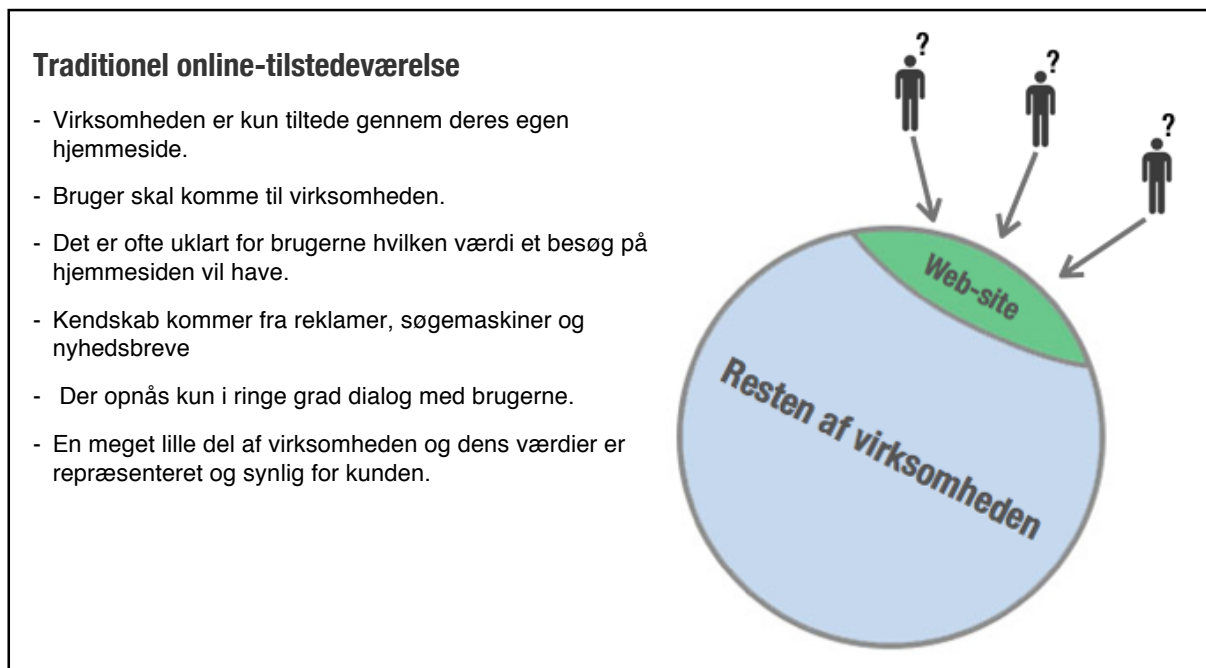 Traditionel online-tilstedeværelse
- Virksomheden er kun tiltede gennem deres egen
hjemmeside.
- Bruger skal komme til virksomheden.
- Det er ofte uklart for brugerne hvilken værdi et besøg på
hjemmesiden vil have.
- Kendskab kommer fra reklamer, søgemaskiner og
nyhedsbreve
- Der opnås kun i ringe grad dialog med brugerne.
- En meget lille del af virksomheden og dens værdier er
repræsenteret og synlig for kunden.
?
?
?
Web-site
Resten af virksomheden